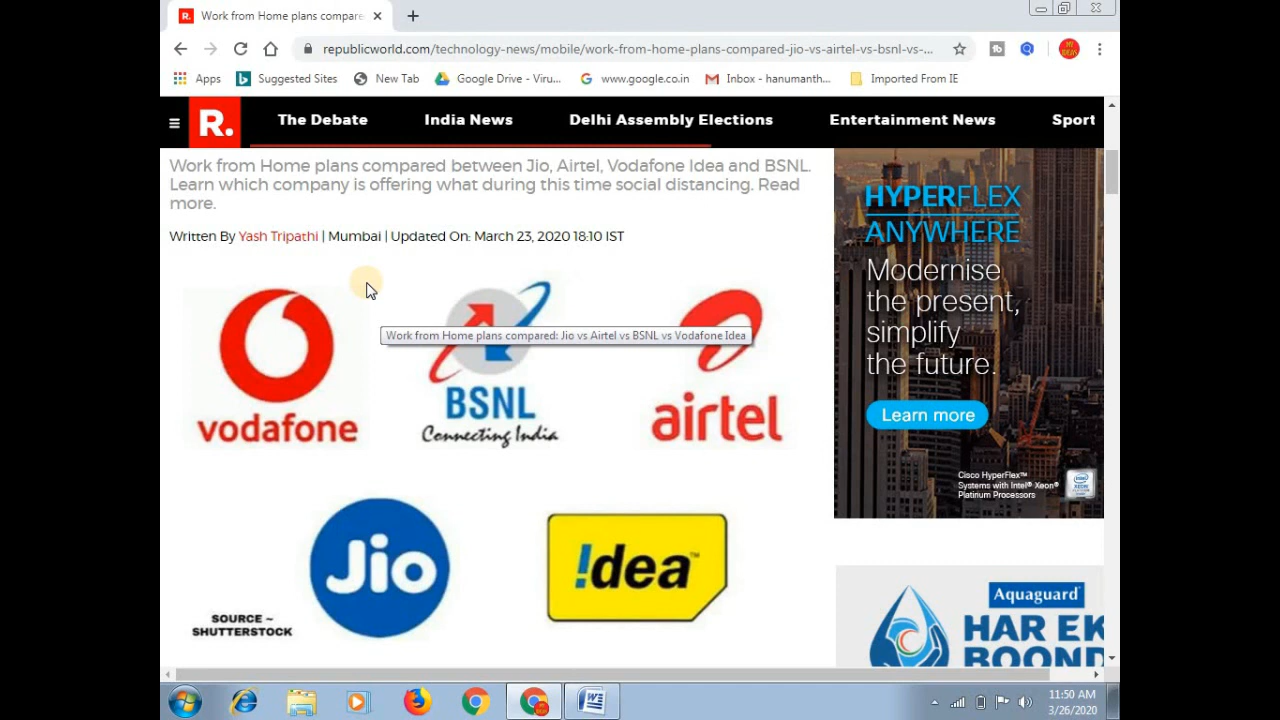 R. Work from Home plans compare
republicworld.com/technology-news/mobile/work-from-home-plans-compared-jio-vs-airtel-vs-bsnl-vs-...
Apps Suggested Sites New Tab Google Drive - Viru... www.google.co.in Inbox - hanumanth... Imported From IE
R. The Debate India News Delhi Assembly Elections Entertainment News Sport
Work from Home plans compared between Jio, Airtel, Vodafone Idea and BSNL.
Learn which company is offering what during this time social distancing. Read
more.
Written By Yash Tripathi | Mumbai | Updated On: March 23, 2020 18:10 IST
Work from Home plans compared: Jio vs Airtel vs BSNL vs Vodafone Idea
vodafone
BSNL
Connecting India
airtel
Jio
!dea™
SOURCE ~
SHUTTERSTOCK
HYPERFLEX
ANYWHERE
Modernise
the present,
simplify
the future.
Learn more
Cisco HyperFlex™
Systems with Intel® Xeon®
Platinum Processors
Aquaguard
HAR EK
BOOND
11:50 AM
3/26/2020